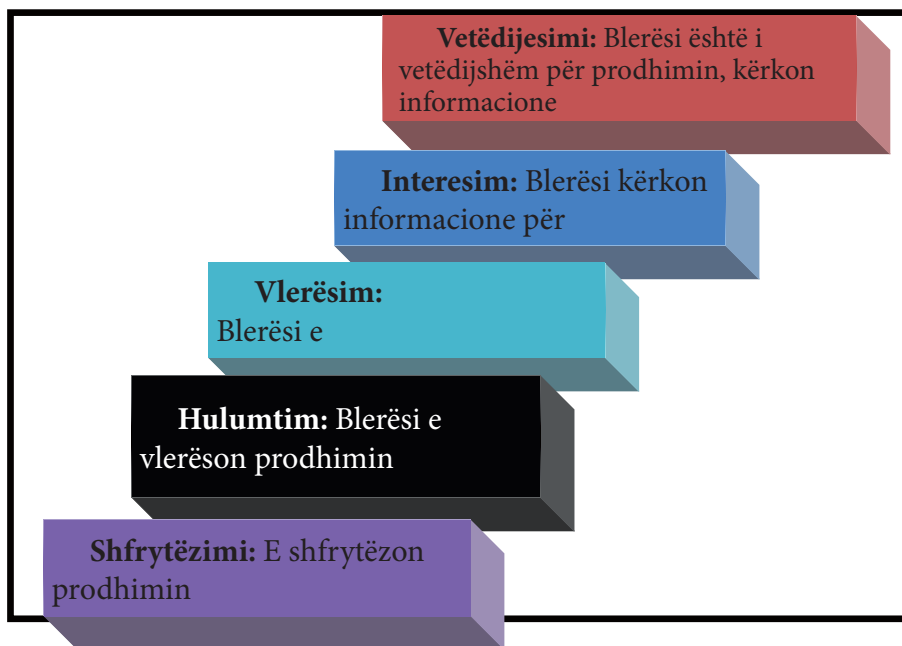 Vetëdijesimi: Blerësi është i
vetëdijshëm për prodhimin, kërkon
informacione
Interesim: Blerësi kërkon
informacione për
Vlerësim:
Blerësi e
Hulumtim: Blerësi e
vlerëson prodhimin
Shfrytëzimi: E shfrytëzon
prodhimin